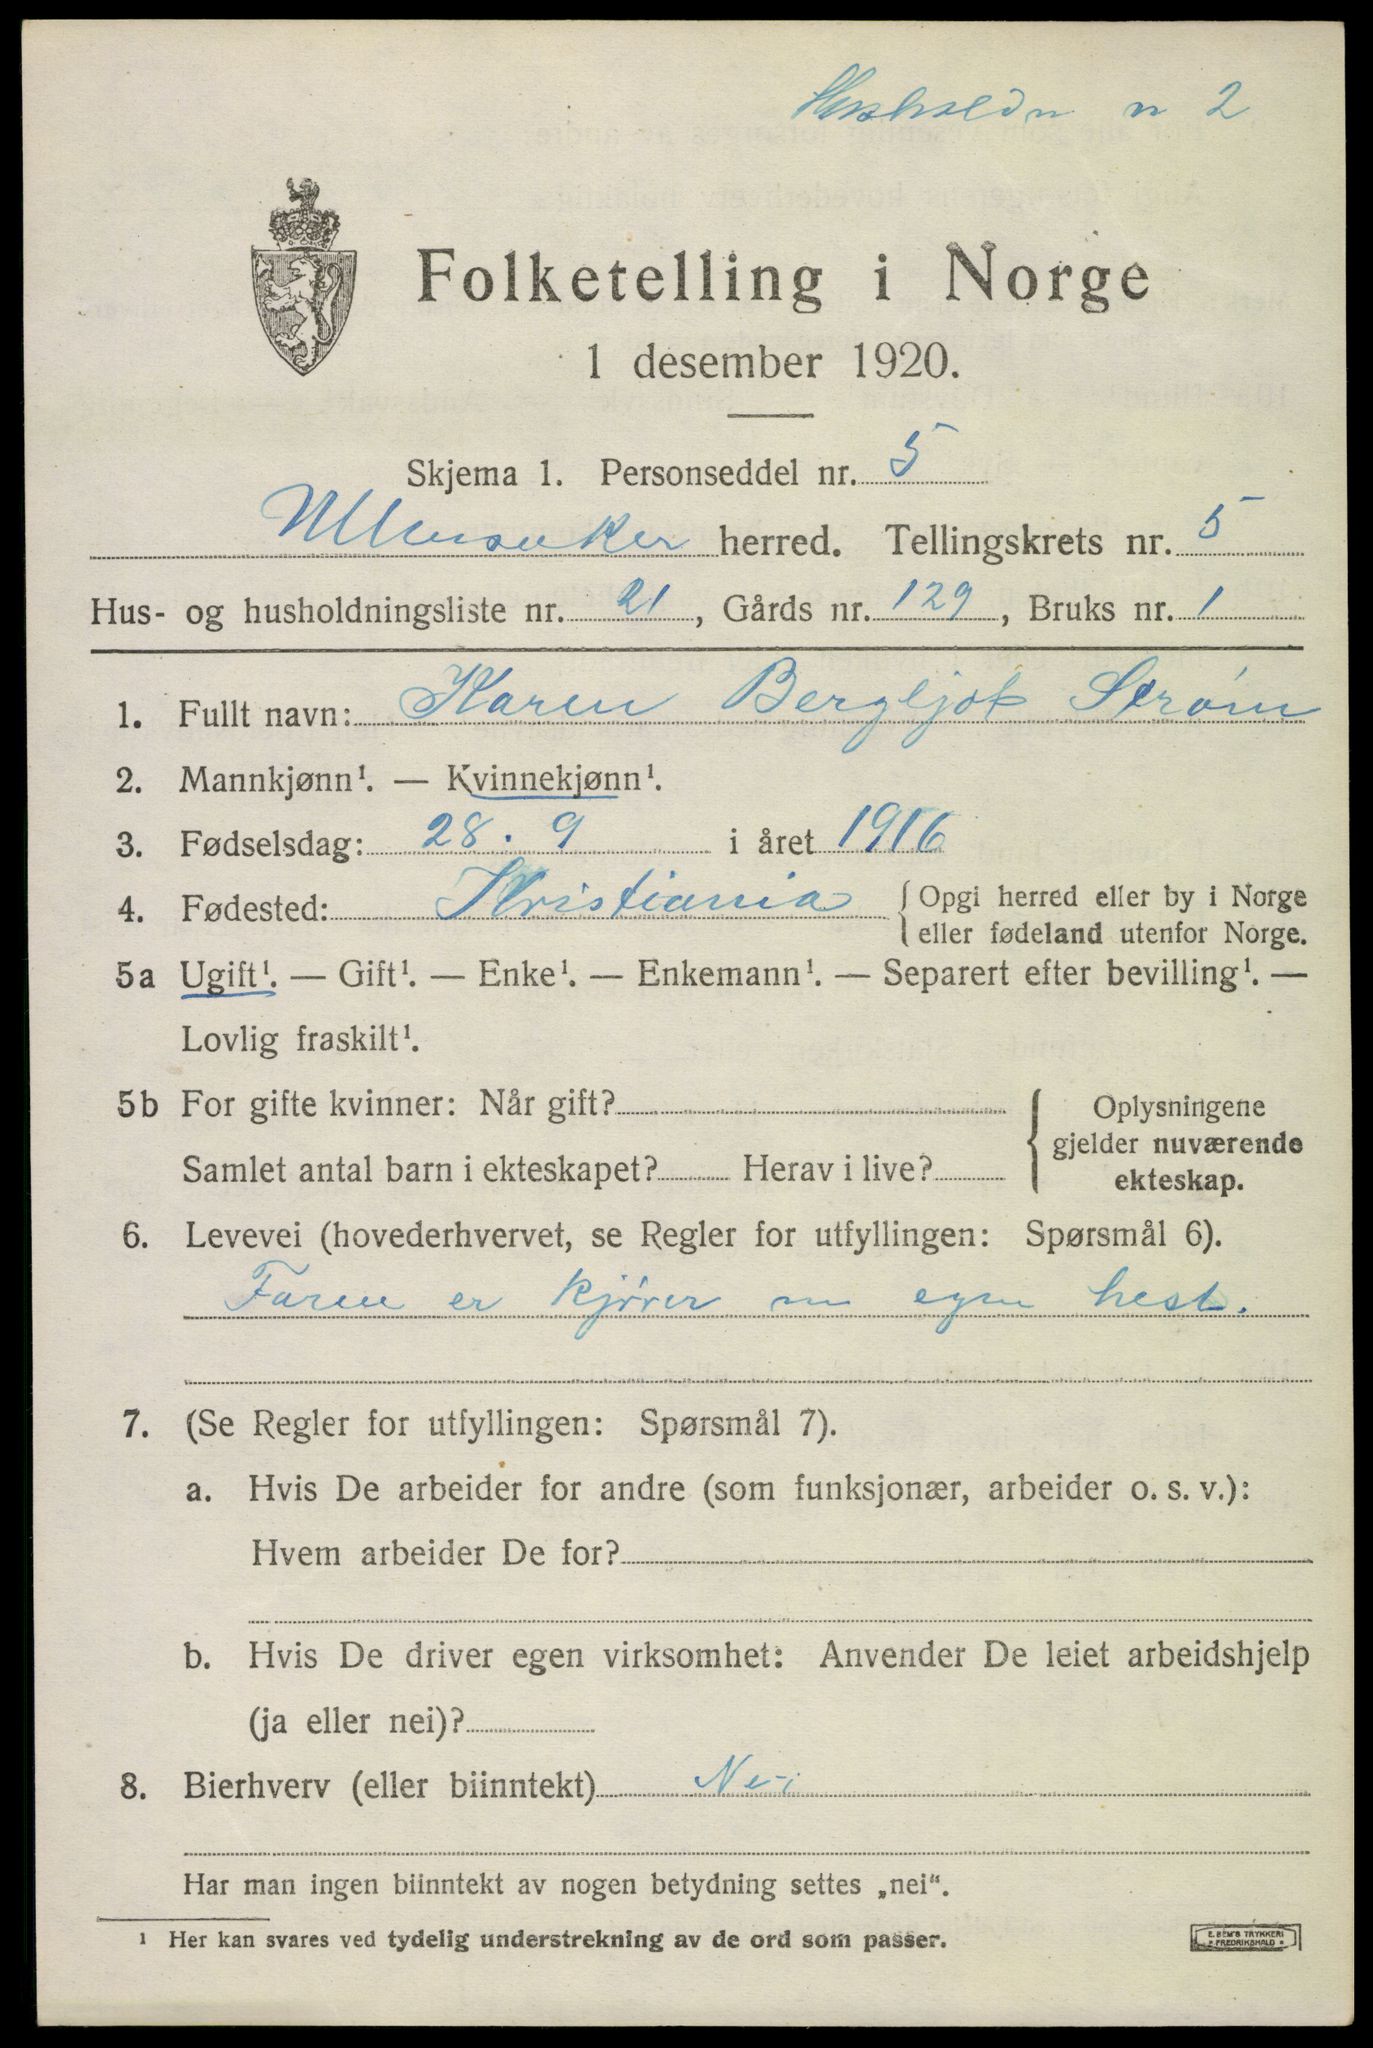 Husholdn n 2
Folketelling i Norge
1 desember 1920.
Skjema 1. Personseddel nr. 5
Ullensaker herred. Tellingskrets nr. 5
Hus- og husholdningsliste nr. 21, Gårds nr. 129, Bruks nr. 1
1. Fullt navn: Karen Bergljot Strøm
2. Mannkjønn¹. — Kvinnekjønn¹.
3. Fødselsdag: 28. 9 i året 1916
4. Fødested: Kristiania { Opgi herred eller by i Norge
eller fødeland utenfor Norge.
5a Ugift¹. — Gift¹. — Enke¹. — Enkemann¹. — Separert efter bevilling¹. —
Lovlig fraskilt¹.
5b For gifte kvinner: Når gift?
Samlet antal barn i ekteskapet? Herav i live?
{ Oplysningene
gjelder nuværende
ekteskap.
6. Levevei (hovederhvervet, se Regler for utfyllingen: Spørsmål 6).
Faren er kjører m egen hest.
7. (Se Regler for utfyllingen: Spørsmål 7).
a. Hvis De arbeider for andre (som funksjonær, arbeider o. s. v.):
Hvem arbeider De for?
b. Hvis De driver egen virksomhet: Anvender De leiet arbeidshjelp
(ja eller nei)?
8. Bierhverv (eller biinntekt) Nei
Har man ingen biinntekt av nogen betydning settes „nei“.
¹ Her kan svares ved tydelig understrekning av de ord som passer.
E. SEM'S TRYKKERI
FREDRIKSHALD